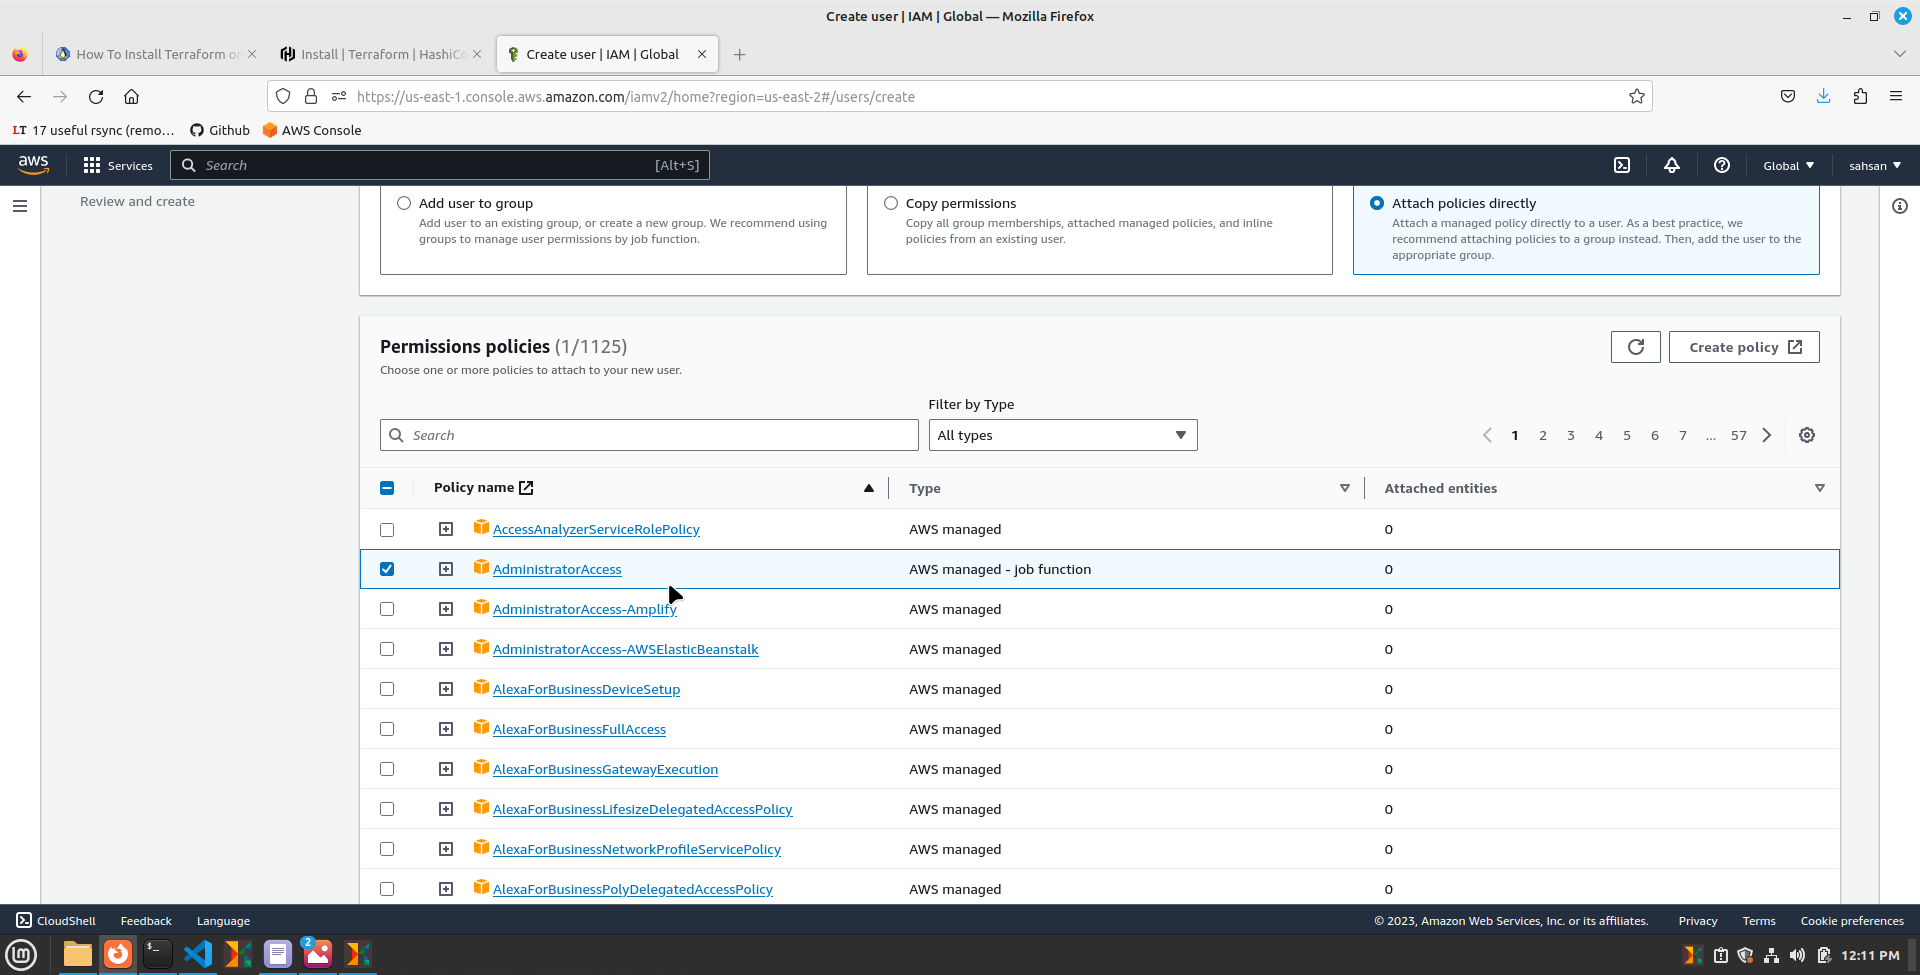 Create user | IAM | Global — Mozilla Firefox
How To Install Terraform on
Install | Terraform | HashiCo
Create user | IAM | Global
https://us-east-1.console.aws.amazon.com/iamv2/home?region=us-east-2#/users/create
LT 17 useful rsync (remo...
Github
AWS Console
aws
Services
Search
[Alt+S]
Global
sahsan
Review and create
Add user to group
Add user to an existing group, or create a new group. We recommend using
groups to manage user permissions by job function.
Copy permissions
Copy all group memberships, attached managed policies, and inline
policies from an existing user.
Attach policies directly
Attach a managed policy directly to a user. As a best practice, we
recommend attaching policies to a group instead. Then, add the user to the
appropriate group.
Permissions policies (1/1125)
Choose one or more policies to attach to your new user.
Create policy
Filter by Type
Search
All types
1 2 3 4 5 6 7 ... 57
Policy name Type Attached entities
AccessAnalyzerServiceRolePolicy AWS managed 0
AdministratorAccess AWS managed - job function 0
AdministratorAccess-Amplify AWS managed 0
AdministratorAccess-AWSElasticBeanstalk AWS managed 0
AlexaForBusinessDeviceSetup AWS managed 0
AlexaForBusinessFullAccess AWS managed 0
AlexaForBusinessGatewayExecution AWS managed 0
AlexaForBusinessLifesizeDelegatedAccessPolicy AWS managed 0
AlexaForBusinessNetworkProfileServicePolicy AWS managed 0
AlexaForBusinessPolyDelegatedAccessPolicy AWS managed 0
CloudShell Feedback Language
© 2023, Amazon Web Services, Inc. or its affiliates. Privacy Terms Cookie preferences
2
12:11 PM